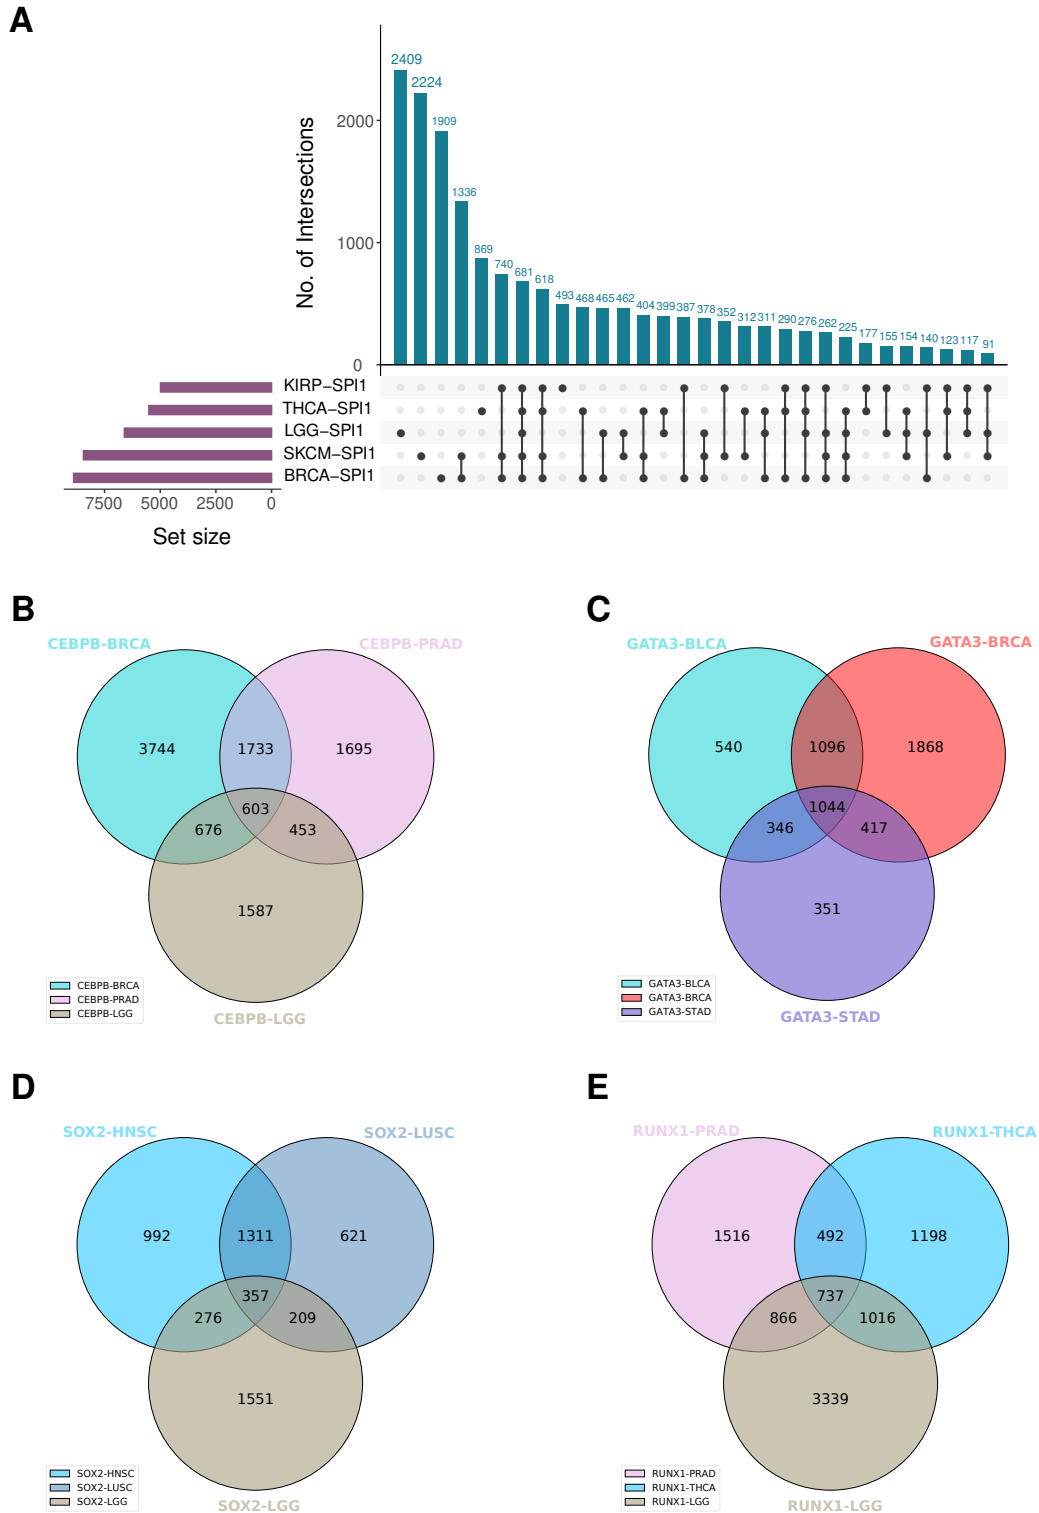 A
2409
2224
1909
1336
869
740
681
618
493
468
465
462
404
399
387
378
352
312
311
290
276
262
225
177
155
154
140
123
117
91
No. of Intersections
2000
1000
0
KIRP−SPI1
THCA−SPI1
LGG−SPI1
SKCM−SPI1
BRCA−SPI1
7500 5000 2500 0
Set size
B
CEBPB-BRCA
CEBPB-PRAD
3744
1733
1695
603
676
453
1587
CEBPB-BRCA
CEBPB-PRAD
CEBPB-LGG
CEBPB-LGG
C
GATA3-BLCA
GATA3-BRCA
540
1096
1868
1044
346
417
351
GATA3-BLCA
GATA3-BRCA
GATA3-STAD
GATA3-STAD
D
SOX2-HNSC
SOX2-LUSC
992
1311
621
357
276
209
1551
SOX2-HNSC
SOX2-LUSC
SOX2-LGG
SOX2-LGG
E
RUNX1-PRAD
RUNX1-THCA
1516
492
1198
737
866
1016
3339
RUNX1-PRAD
RUNX1-THCA
RUNX1-LGG
RUNX1-LGG